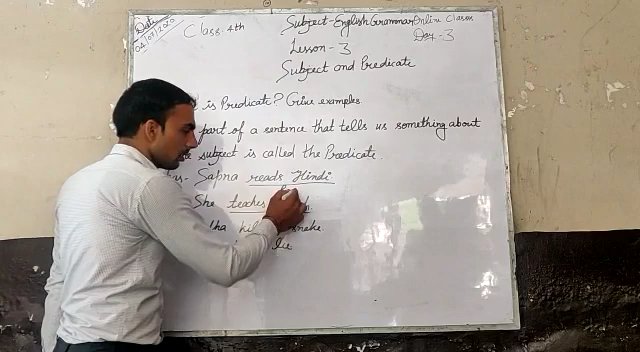 Date
04/07/2020
Class-4th
Subject-English Grammar Online Classes
Day-3
Lesson-3
Subject and Predicate
is Predicate? Give examples
part of a sentence that tells us something about
subject is called the Predicate.
Sapna reads Hindi.
She teaches